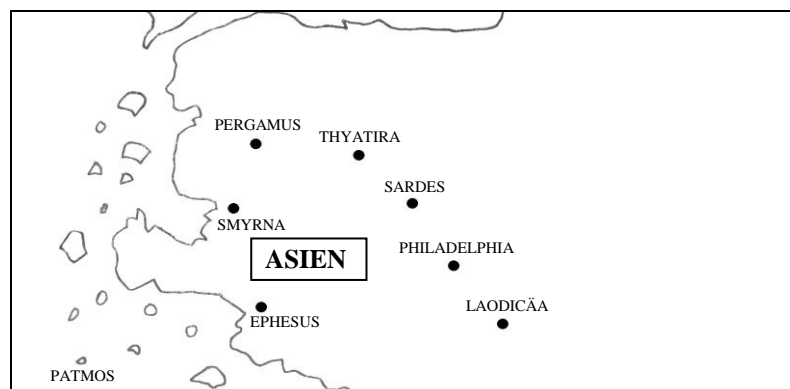 PERGAMUS
THYATIRA
SARDES
SMYRNA
ASIEN
PHILADELPHIA
LAODICÄA
EPHESUS
PATMOS